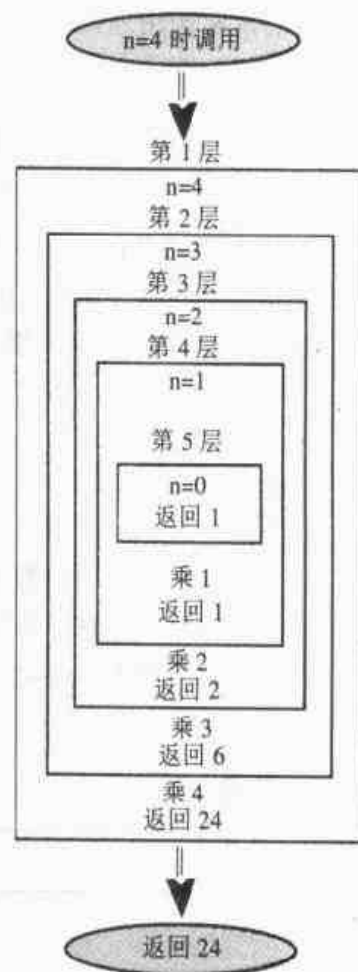 n=4 时调用
第 1 层
n=4
第 2 层
n=3
第 3 层
n=2
第 4 层
n=1
第 5 层
n=0
返回 1
乘 1
返回 1
乘 2
返回 2
乘 3
返回 6
乘 4
返回 24
返回 24